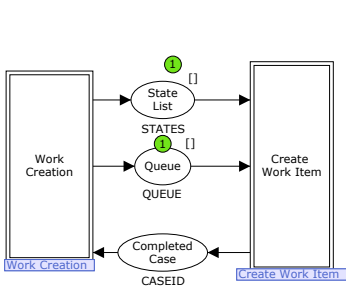 1
[]
State
List
STATES
1
[]
Queue
QUEUE
Completed
Case
CASEID
Work
Creation
Work Creation
Create
Work Item
Create Work Item